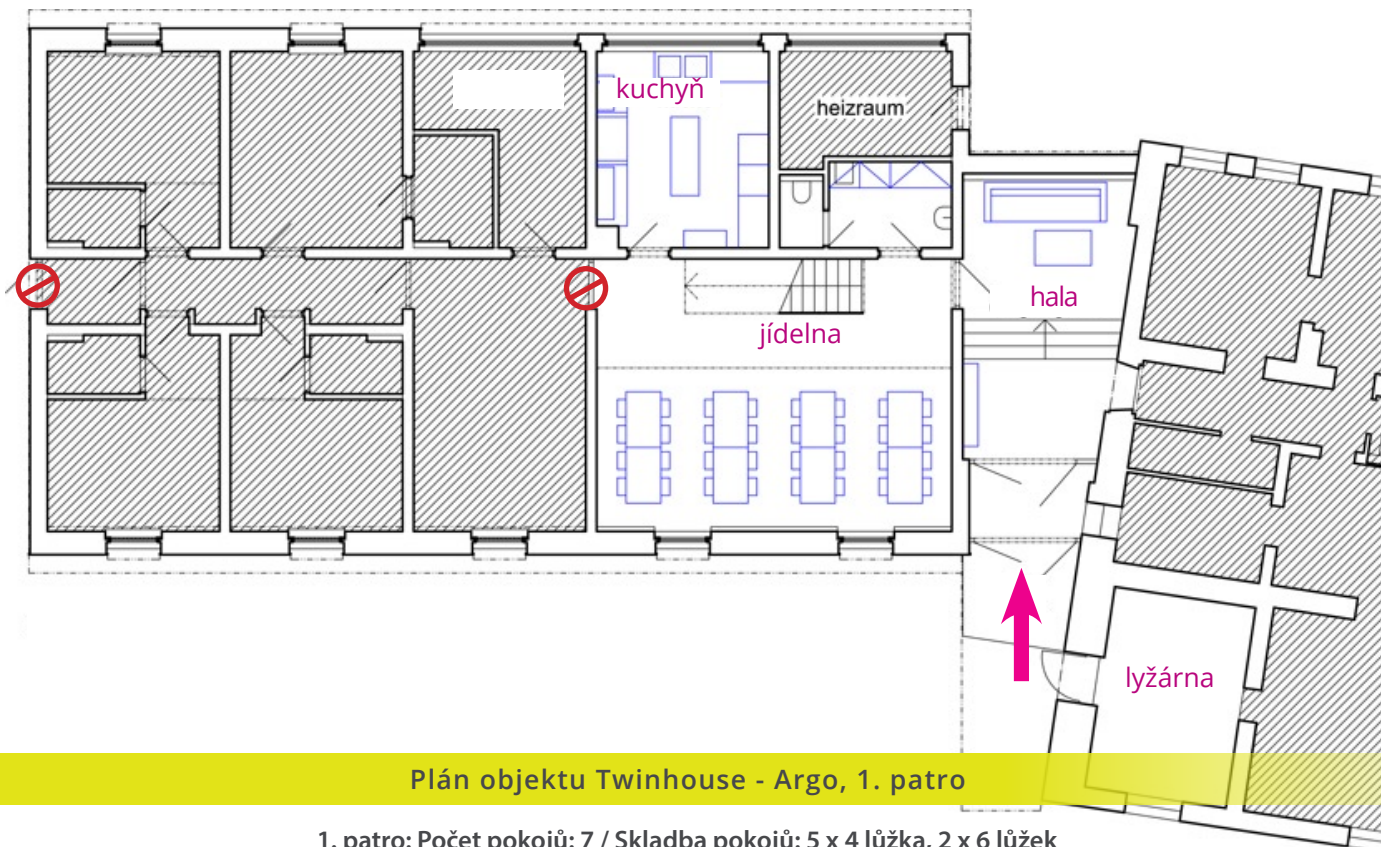 kuchyň
heizraum
hala
jídelna
lyžárna
Plán objektu Twinhouse - Argo, 1. patro
1. patro: Počet pokojů: 7 / Skladba pokojů: 5 x 4 lůžka, 2 x 6 lůžek